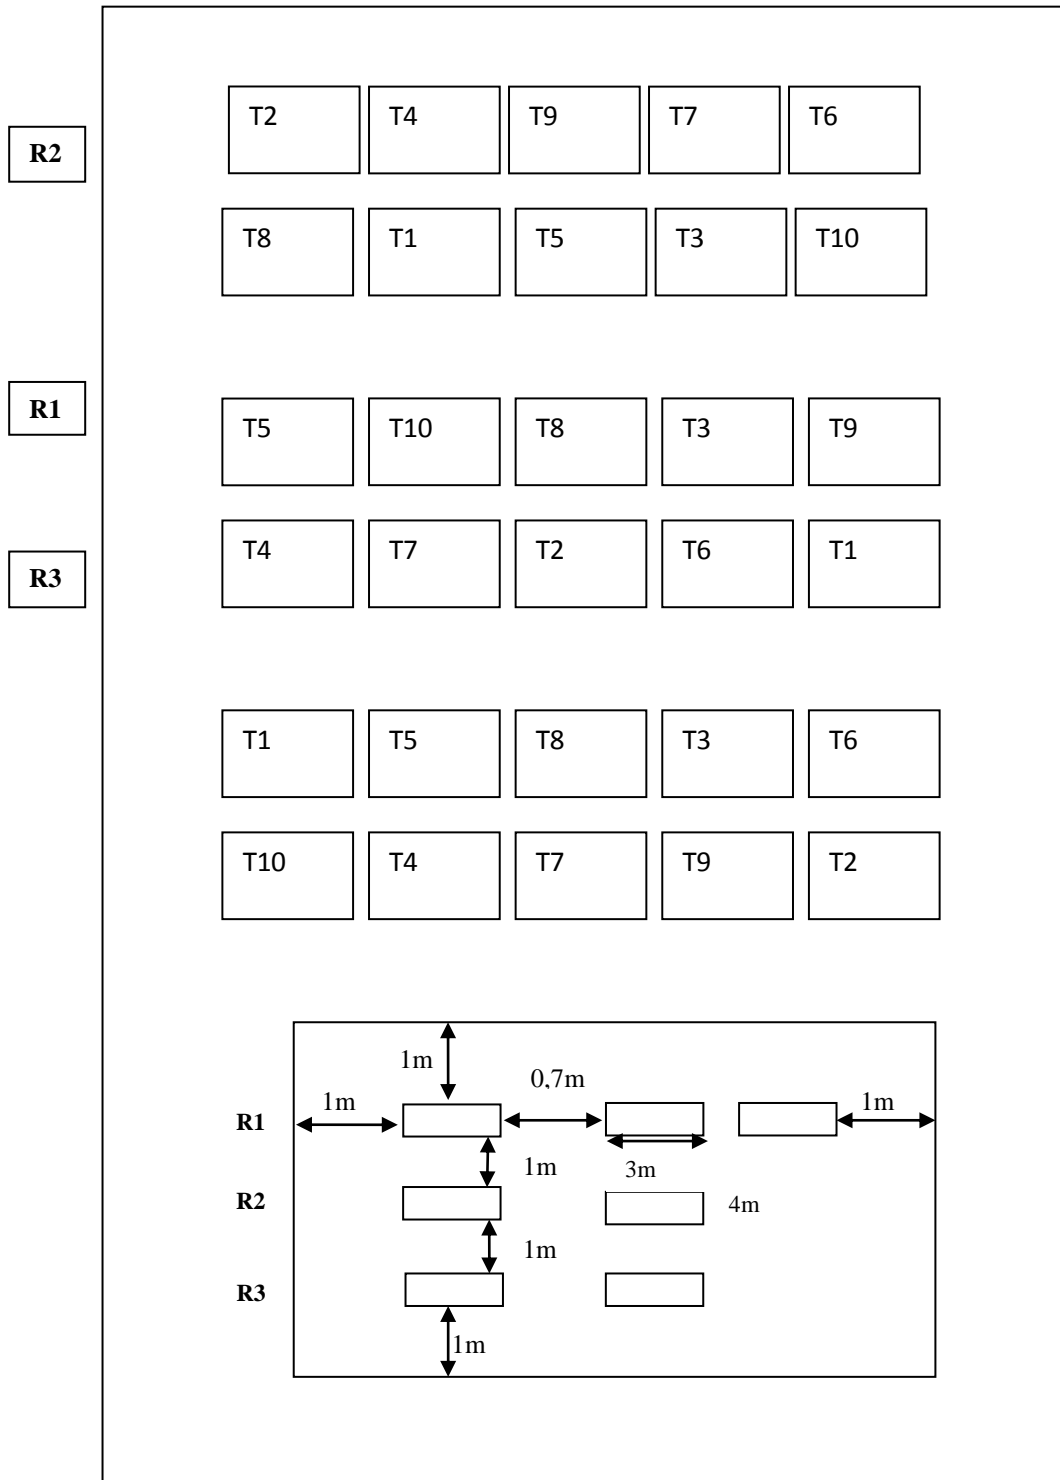 T2 T4 T9 T7 T6
R2
T8 T1 T5 T3 T10
R1
T5 T10 T8 T3 T9
T4 T7 T2 T6 T1
R3
T1 T5 T8 T3 T6
T10 T4 T7 T9 T2
1m
0,7m
1m 1m
R1
1m 3m
R2 4m
1m
R3
1m